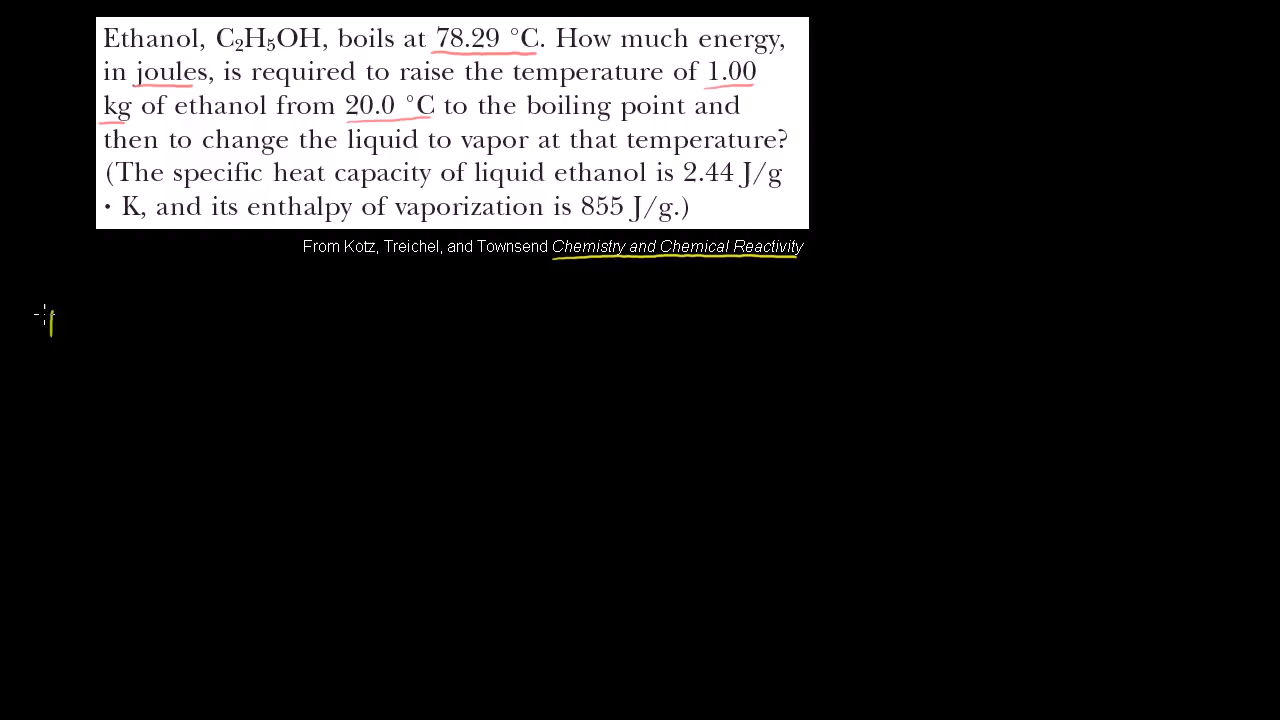 Ethanol, C₂H₅OH, boils at 78.29 °C. How much energy,
in joules, is required to raise the temperature of 1.00
kg of ethanol from 20.0 °C to the boiling point and
then to change the liquid to vapor at that temperature?
(The specific heat capacity of liquid ethanol is 2.44 J/g
· K, and its enthalpy of vaporization is 855 J/g.)
From Kotz, Treichel, and Townsend Chemistry and Chemical Reactivity